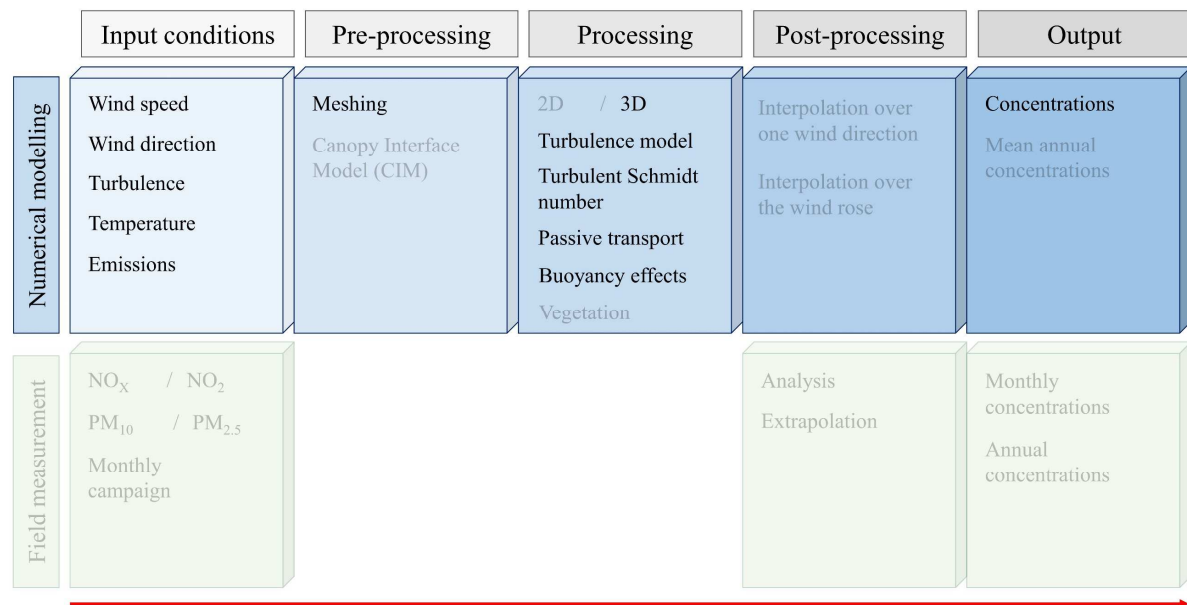 Input conditions
Pre-processing
Processing
Post-processing
Output
Numerical modelling
Wind speed
Wind direction
Turbulence
Temperature
Emissions
Meshing
Canopy Interface
Model (CIM)
2D / 3D
Turbulence model
Turbulent Schmidt
number
Passive transport
Buoyancy effects
Vegetation
Interpolation over
one wind direction
Interpolation over
the wind rose
Concentrations
Mean annual
concentrations
Field measurement
NOX / NO2
PM10 / PM2.5
Monthly
campaign
Analysis
Extrapolation
Monthly
concentrations
Annual
concentrations